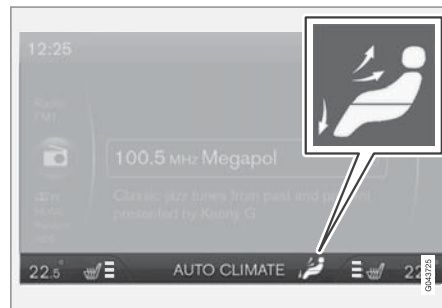 12:25
Radio
FM1
100.5 MHz Megapol
Classic jazz tunes from past and present
presented by Kenny G
22.5°
AUTO CLIMATE
22
G043725